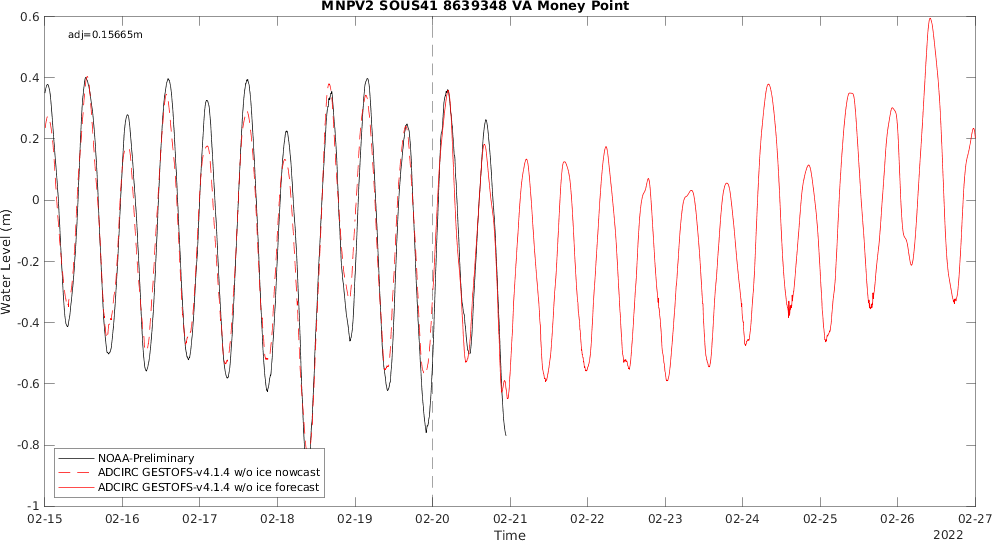 MNPV2 SOUS41 8639348 VA Money Point
adj=0.15665m
0.6
0.4
0.2
0
-0.2
-0.4
-0.6
-0.8
-1
Water Level (m)
NOAA-Preliminary
ADCIRC GESTOFS-v4.1.4 w/o ice nowcast
ADCIRC GESTOFS-v4.1.4 w/o ice forecast
02-15 02-16 02-17 02-18 02-19 02-20 02-21 02-22 02-23 02-24 02-25 02-26 02-27
Time
2022